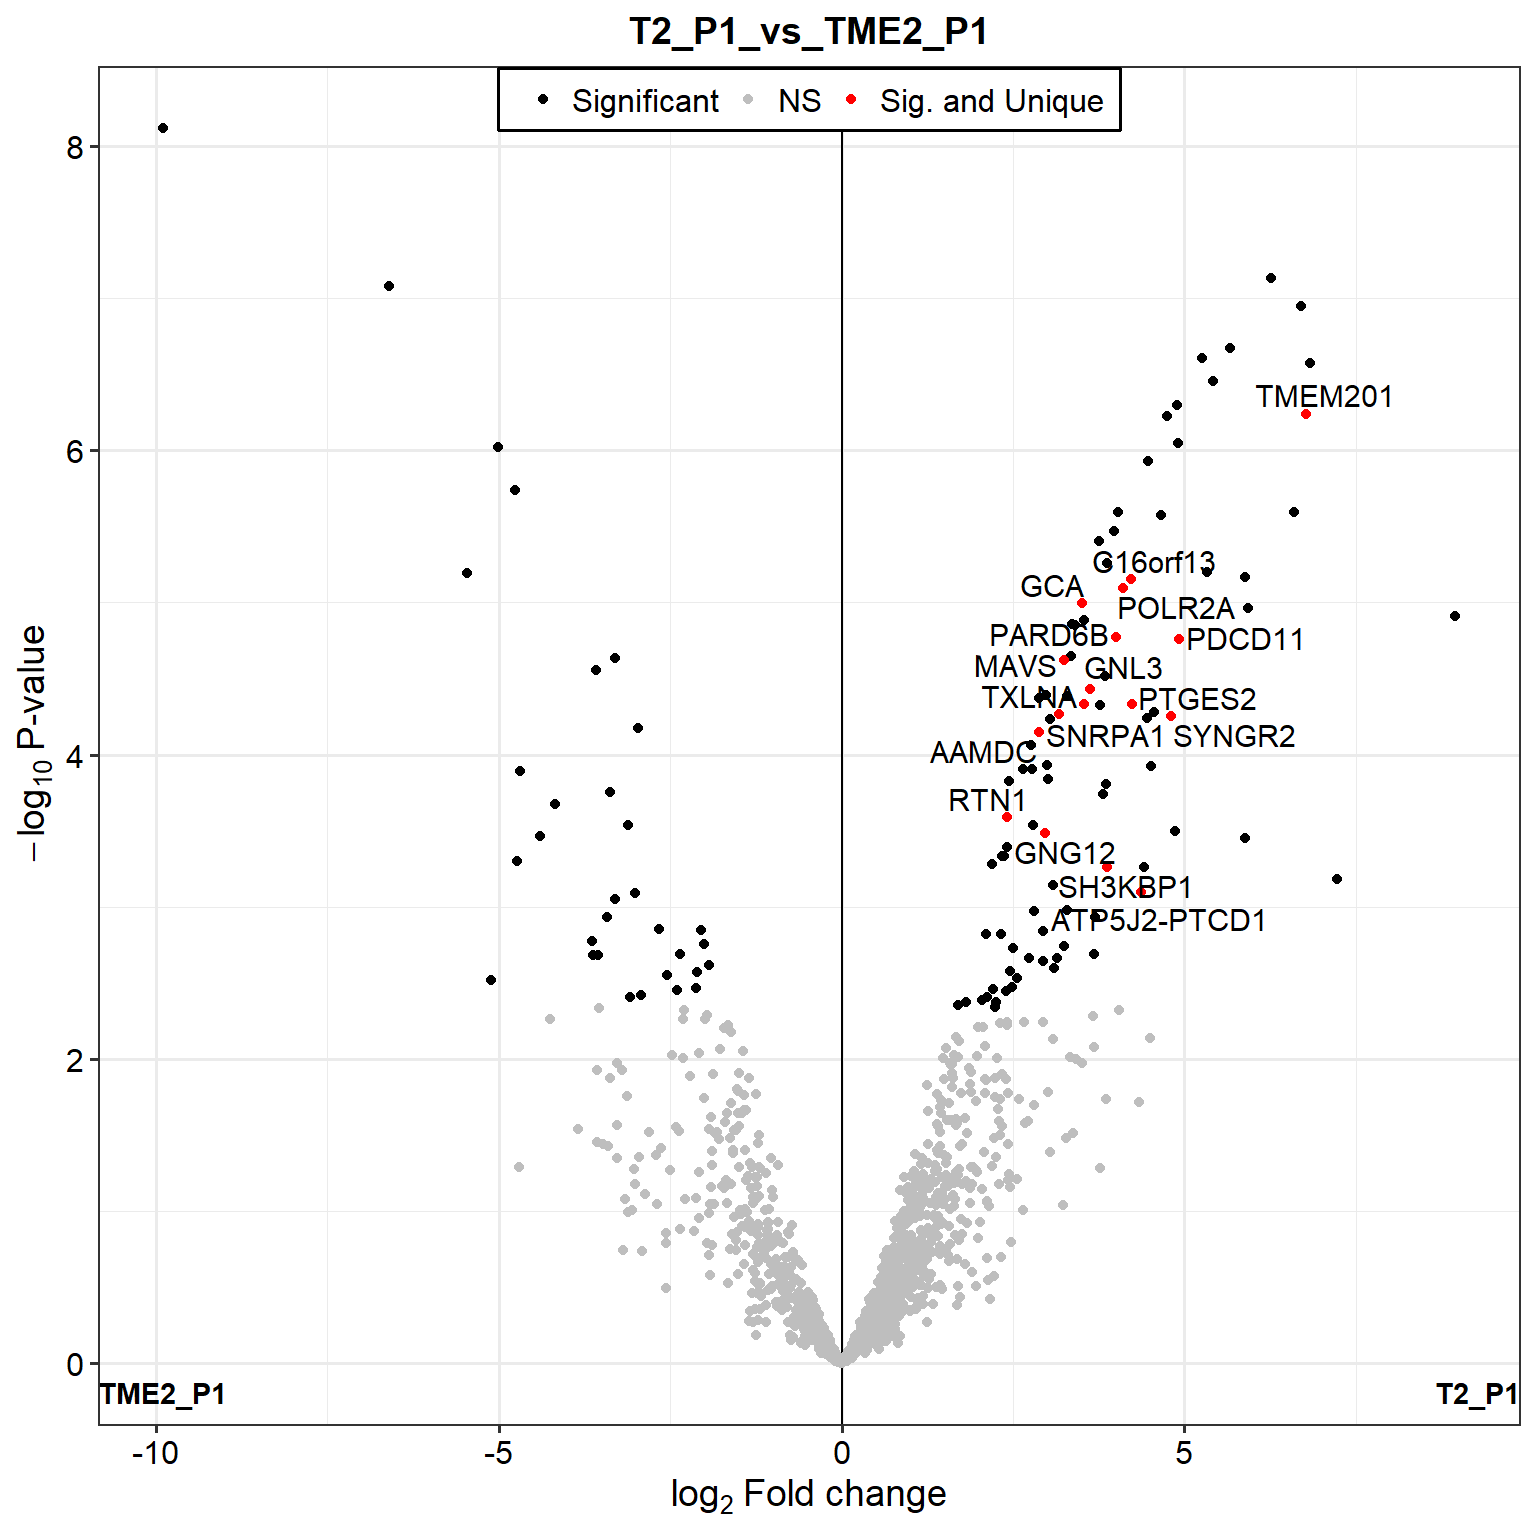 T2_P1_vs_TME2_P1
Significant NS Sig. and Unique
8
6
4
2
0
−log10 P-value
TMEM201
C16orf13
GCA
POLR2A
PARD6B
PDCD11
MAVS
GNL3
TXLNA
PTGES2
SNRPA1
SYNGR2
AAMDC
RTN1
GNG12
SH3KBP1
ATP5J2-PTCD1
TME2_P1
T2_P1
-10 -5 0 5
log2 Fold change